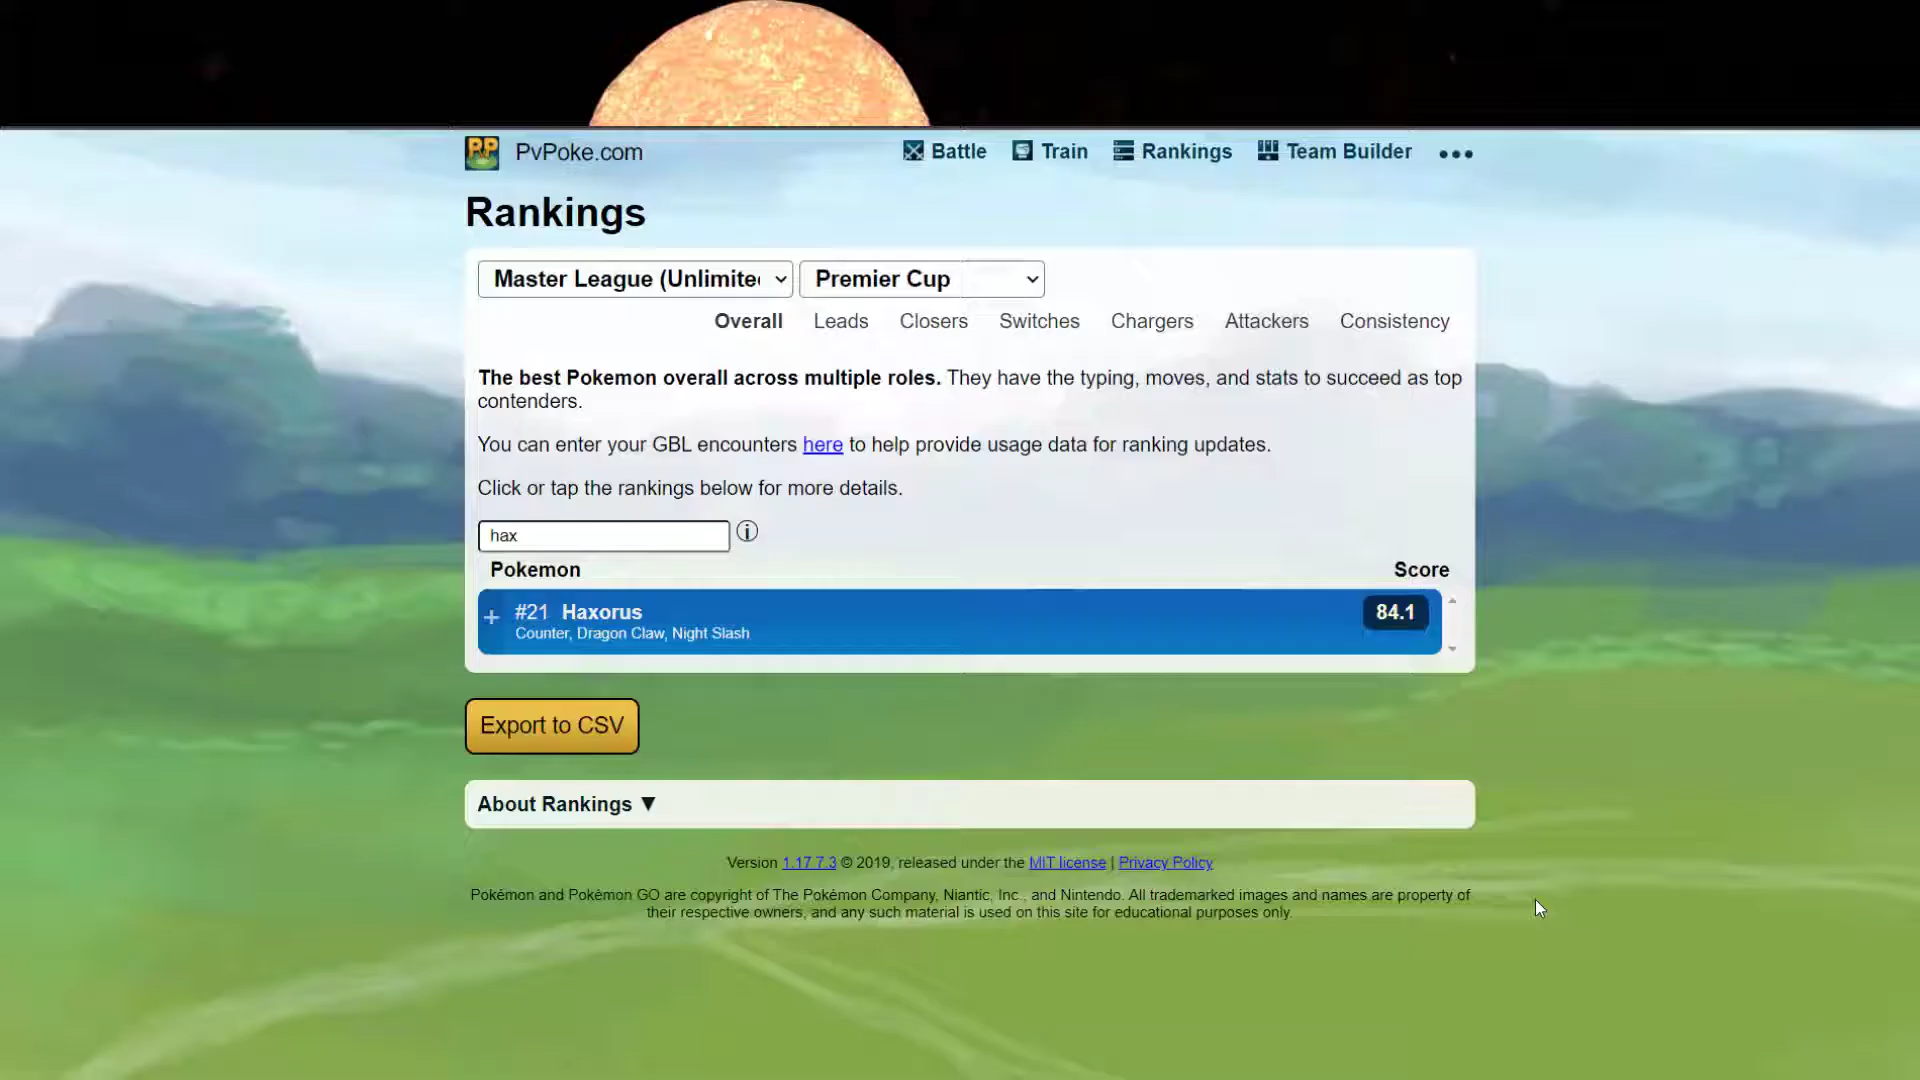 PvPoke.com
Battle
Train
Rankings
Team Builder
Rankings
Master League (Unlimite
Premier Cup
Overall
Leads
Closers
Switches
Chargers
Attackers
Consistency
The best Pokemon overall across multiple roles. They have the typing, moves, and stats to succeed as top
contenders.
You can enter your GBL encounters here to help provide usage data for ranking updates.
Click or tap the rankings below for more details.
hax
Pokemon
Score
+ #21 Haxorus
84.1
Counter, Dragon Claw, Night Slash
Export to CSV
About Rankings ▼
Version 1.17.7.3 © 2019, released under the MIT license | Privacy Policy
Pokémon and Pokémon GO are copyright of The Pokémon Company, Niantic, Inc., and Nintendo. All trademarked images and names are property of
their respective owners, and any such material is used on this site for educational purposes only.